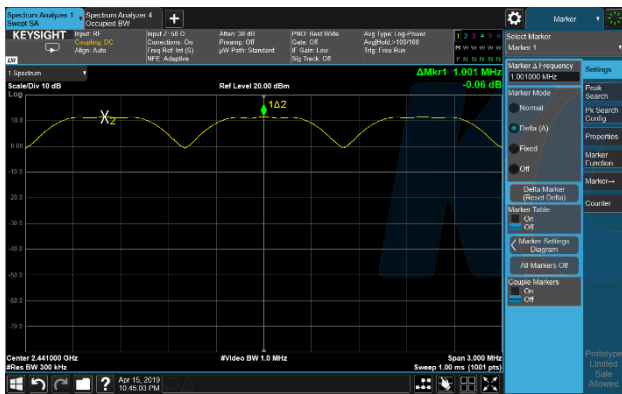 Spectrum Analyzer 1
Swept SA
Spectrum Analyzer 4
Occupied BW
Marker
KEYSIGHT
Input: RF
Coupling: DC
Align: Auto
Input Z: 50 Ω
Corrections: On
Freq Ref: Int (S)
NFE: Adaptive
Atten: 30 dB
Preamp: Off
µW Path: Standard
PNO: Best Wide
Gate: Off
IF Gain: Low
Sig Track: Off
Avg Type: Log-Power
Avg|Hold:>100/100
Trig: Free Run
1 2 3 4 5 6
M W W W W W
P N N N N N
LXI
Select Marker
Marker 1
1 Spectrum
Scale/Div 10 dB
Log
Ref Level 20.00 dBm
ΔMkr1 1.001 MHz
-0.06 dB
Marker Δ Frequency
1.001000 MHz
Settings
Peak
Search
Pk Search
Config
Properties
Marker
Function
Marker→
Counter
Marker Mode
Normal
Delta (Δ)
Fixed
Off
Delta Marker
(Reset Delta)
Marker Table
On
Off
Marker Settings
Diagram
All Markers Off
Couple Markers
On
Off
10.0
0.00
-10.0
-20.0
-30.0
-40.0
-50.0
-60.0
-70.0
X2
1Δ2
Center 2.441000 GHz
#Res BW 300 kHz
#Video BW 1.0 MHz
Span 3.000 MHz
Sweep 1.00 ms (1001 pts)
Apr 15, 2019
10:45:03 PM
Prototype
Limited
Sale
Allowed